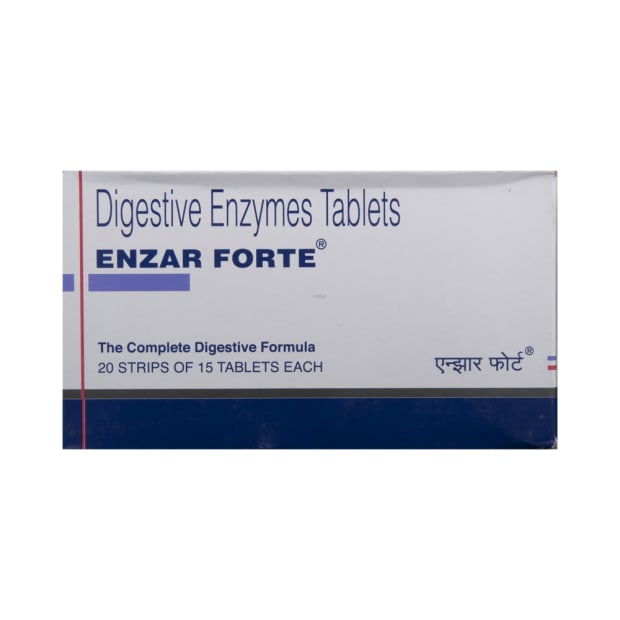 Digestive Enzymes Tablets
ENZAR FORTE®
The Complete Digestive Formula
20 STRIPS OF 15 TABLETS EACH
एन्झार फोर्ट®